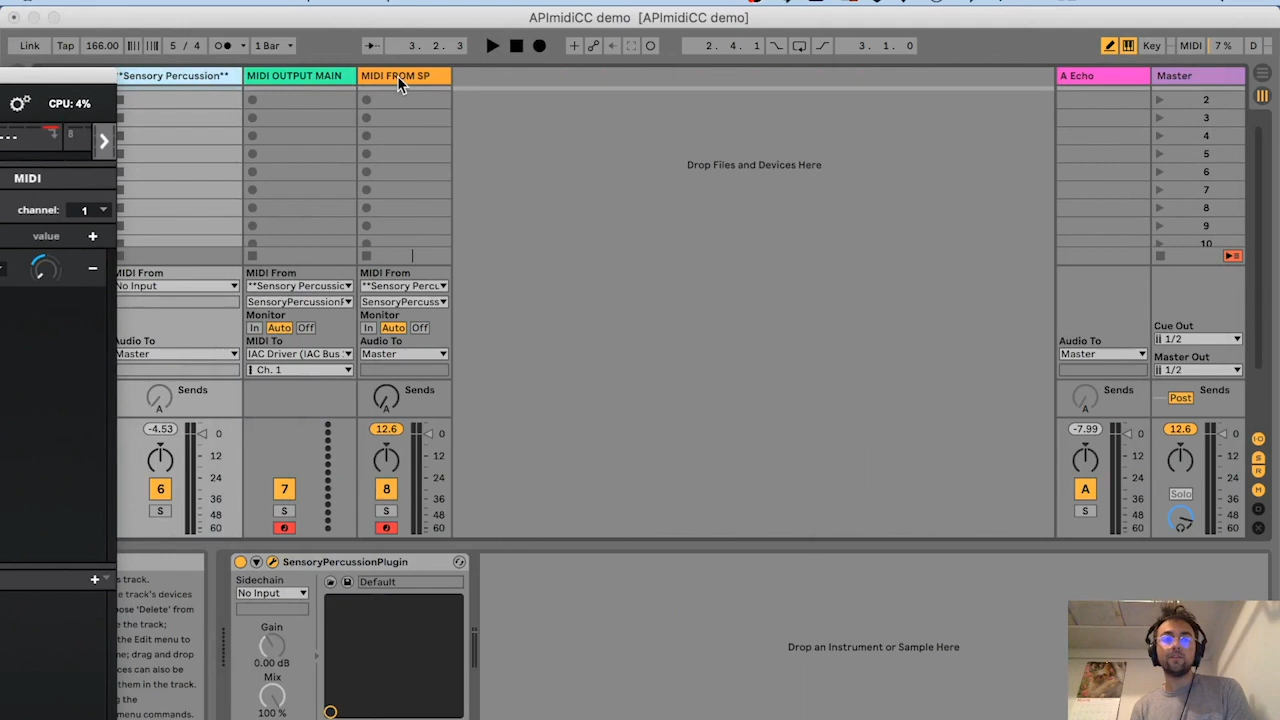 APImidiCC demo [APImidiCC demo]
Link Tap 166.00 5 / 4 1 Bar 3. 2. 3 2. 4. 1 3. 1. 0 Key MIDI 7 % D
**Sensory Percussion** MIDI OUTPUT MAIN MIDI FROM SP A Echo Master
CPU: 4%
--- 8
MIDI
channel: 1
value +
2
3
4
5
6
7
8
9
10
Drop Files and Devices Here
MIDI From MIDI From MIDI From
No Input **Sensory Percussic **Sensory Percu
SensoryPercussionF SensoryPercuss
Monitor Monitor
In Auto Off In Auto Off
Audio To MIDI To Audio To
Master IAC Driver (IAC Bus Master
Ch. 1
Cue Out
1/2
Audio To Master Out
Master 1/2
Sends Sends Sends Sends
A A A Post
-4.53 12.6 -7.99 12.6
0 0 0 0
12 12 12 12
24 24 24 24
36 36 36 36
48 48 48 48
60 60 60 60
6 7 8 A Solo
S S S S
SensoryPercussionPlugin
Sidechain
No Input
Default
Gain
0.00 dB
Mix
100 %
s track.
e track's devices
oose 'Delete' from
the track;
the Edit menu to
ne; drag and drop
ces can also be
them in the track.
g the
menu commands.
Drop an Instrument or Sample Here